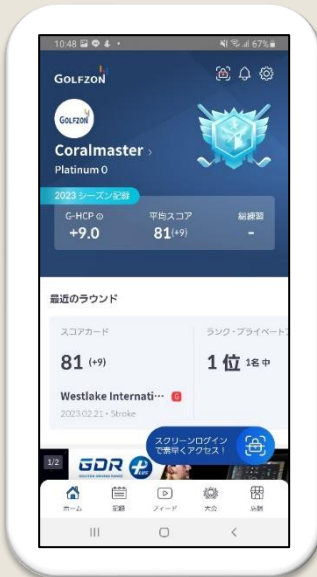 10:48 67%
GOLFZON
GOLFZON
Coralmaster >
Platinum 0
2023 シーズン記録
G-HCP 平均スコア 総練習
+9.0 81(+9) -
最近のラウンド
スコアカード ランク・プライベート
81 (+9) 1 位 1名 中
Westlake Internati… G
2023.02.21・Stroke
スクリーンログイン
で素早くアクセス!
1/2 GDR
ホーム 記録 フィード 大会 店舗